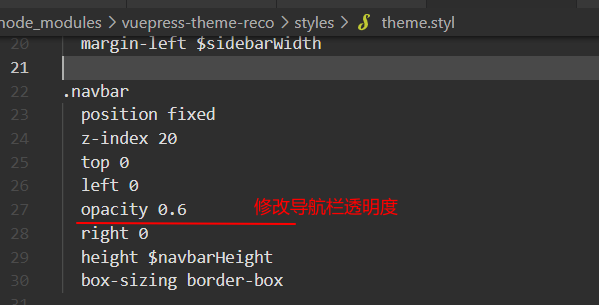 node_modules > vuepress-theme-reco > styles > theme.styl
20 margin-left $sidebarWidth
21
22 .navbar
23 position fixed
24 z-index 20
25 top 0
26 left 0
27 opacity 0.6 修改导航栏透明度
28 right 0
29 height $navbarHeight
30 box-sizing border-box